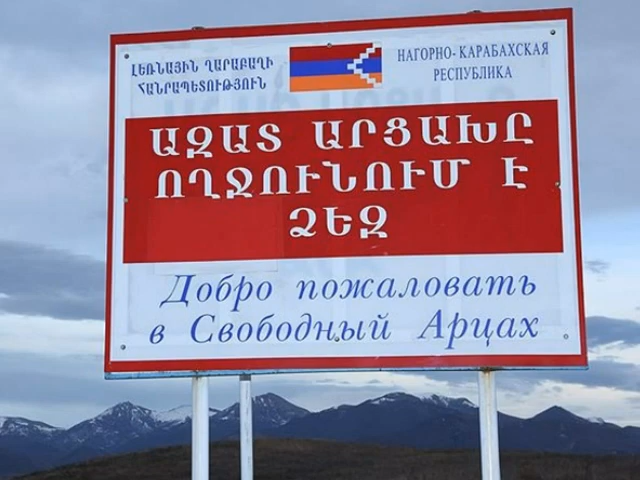 ԼԵՌՆԱՅԻՆ ՂԱՐԱԲԱՂԻ
ՀԱՆՐԱՊԵՏՈՒԹՅՈՒՆ
НАГОРНО-КАРАБАХСКАЯ
РЕСПУБЛИКА
ԱԶԱՏ ԱՐՑԱԽԸ
ՈՂՋՈՒՆՈՒՄ Է
ՁԵԶ
Добро пожаловать
в Свободный Арцах